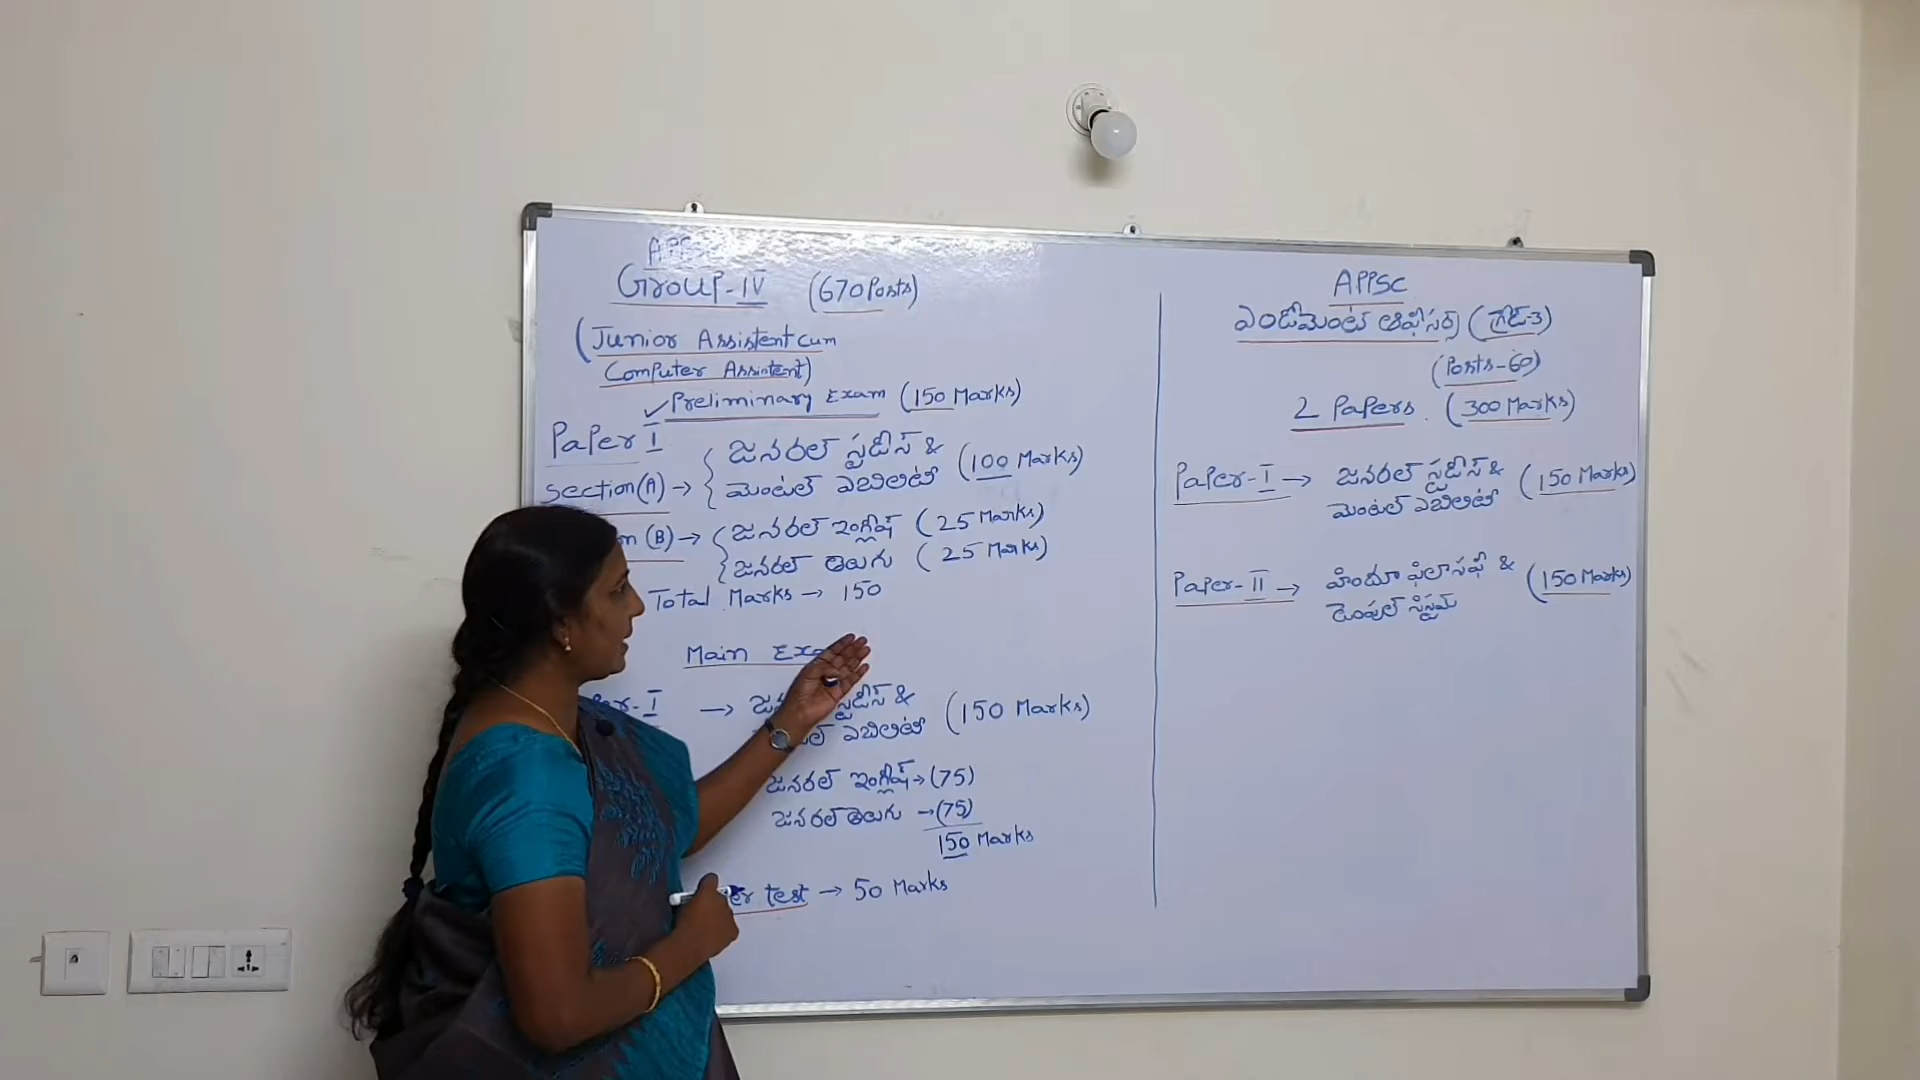 APPSC
GROUP-IV (670 Posts)
(Junior Assistent cum
Computer Assistent)
✓Preliminary Exam (150 Marks)
Paper I
జనరల్ స్టడీస్ &
Section(A) → మెంటల్ ఎబిలిటీ (100 Marks)
(B) → జనరల్ ఇంగ్లీష్ (25 Marks)
జనరల్ తెలుగు (25 Marks)
Total Marks → 150
Main
I → స్టడీస్ &
ఎబిలిటీ (150 Marks)
జనరల్ ఇంగ్లీష్ → (75)
జనరల్ తెలుగు → (75)
150 Marks
test → 50 Marks
APPSC
ఎండోమెంట్ ఆఫీసర్స్ (గ్రేడ్-3)
(Posts-60)
2 Papers. (300 Marks)
Paper-I → జనరల్ స్టడీస్ & (150 Marks)
మెంటల్ ఎబిలిటీ
Paper-II → హిందూ ఫిలాసఫీ & (150 Marks)
టెంపుల్ సిస్టమ్